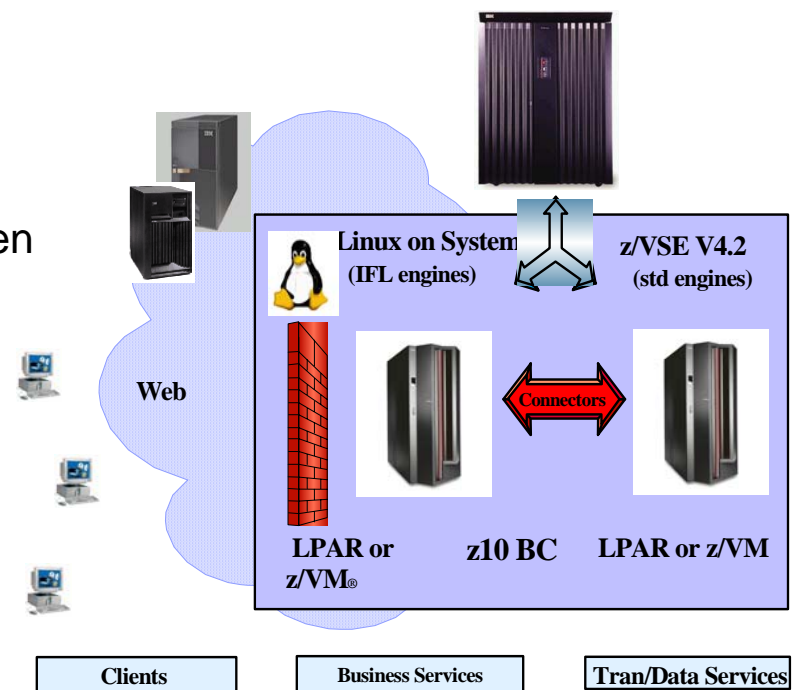 en
Linux on System
(IFL engines)
z/VSE V4.2
(std engines)
Web
Connectors
LPAR or
z/VM®
z10 BC
LPAR or z/VM
Clients
Business Services
Tran/Data Services